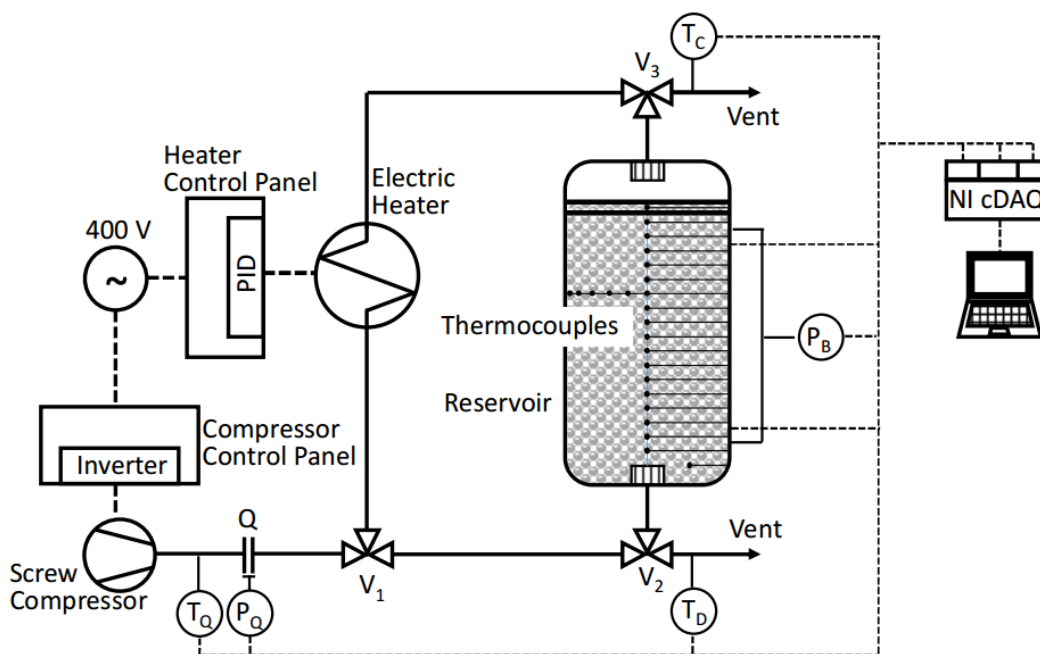 T_C
V_3
Vent
Heater
Control Panel
Electric
Heater
NI cDAQ
400 V
~
PID
Thermocouples
P_B
Reservoir
Compressor
Control Panel
Inverter
Q
Vent
Screw
Compressor
V_1
V_2
T_Q
P_Q
T_D